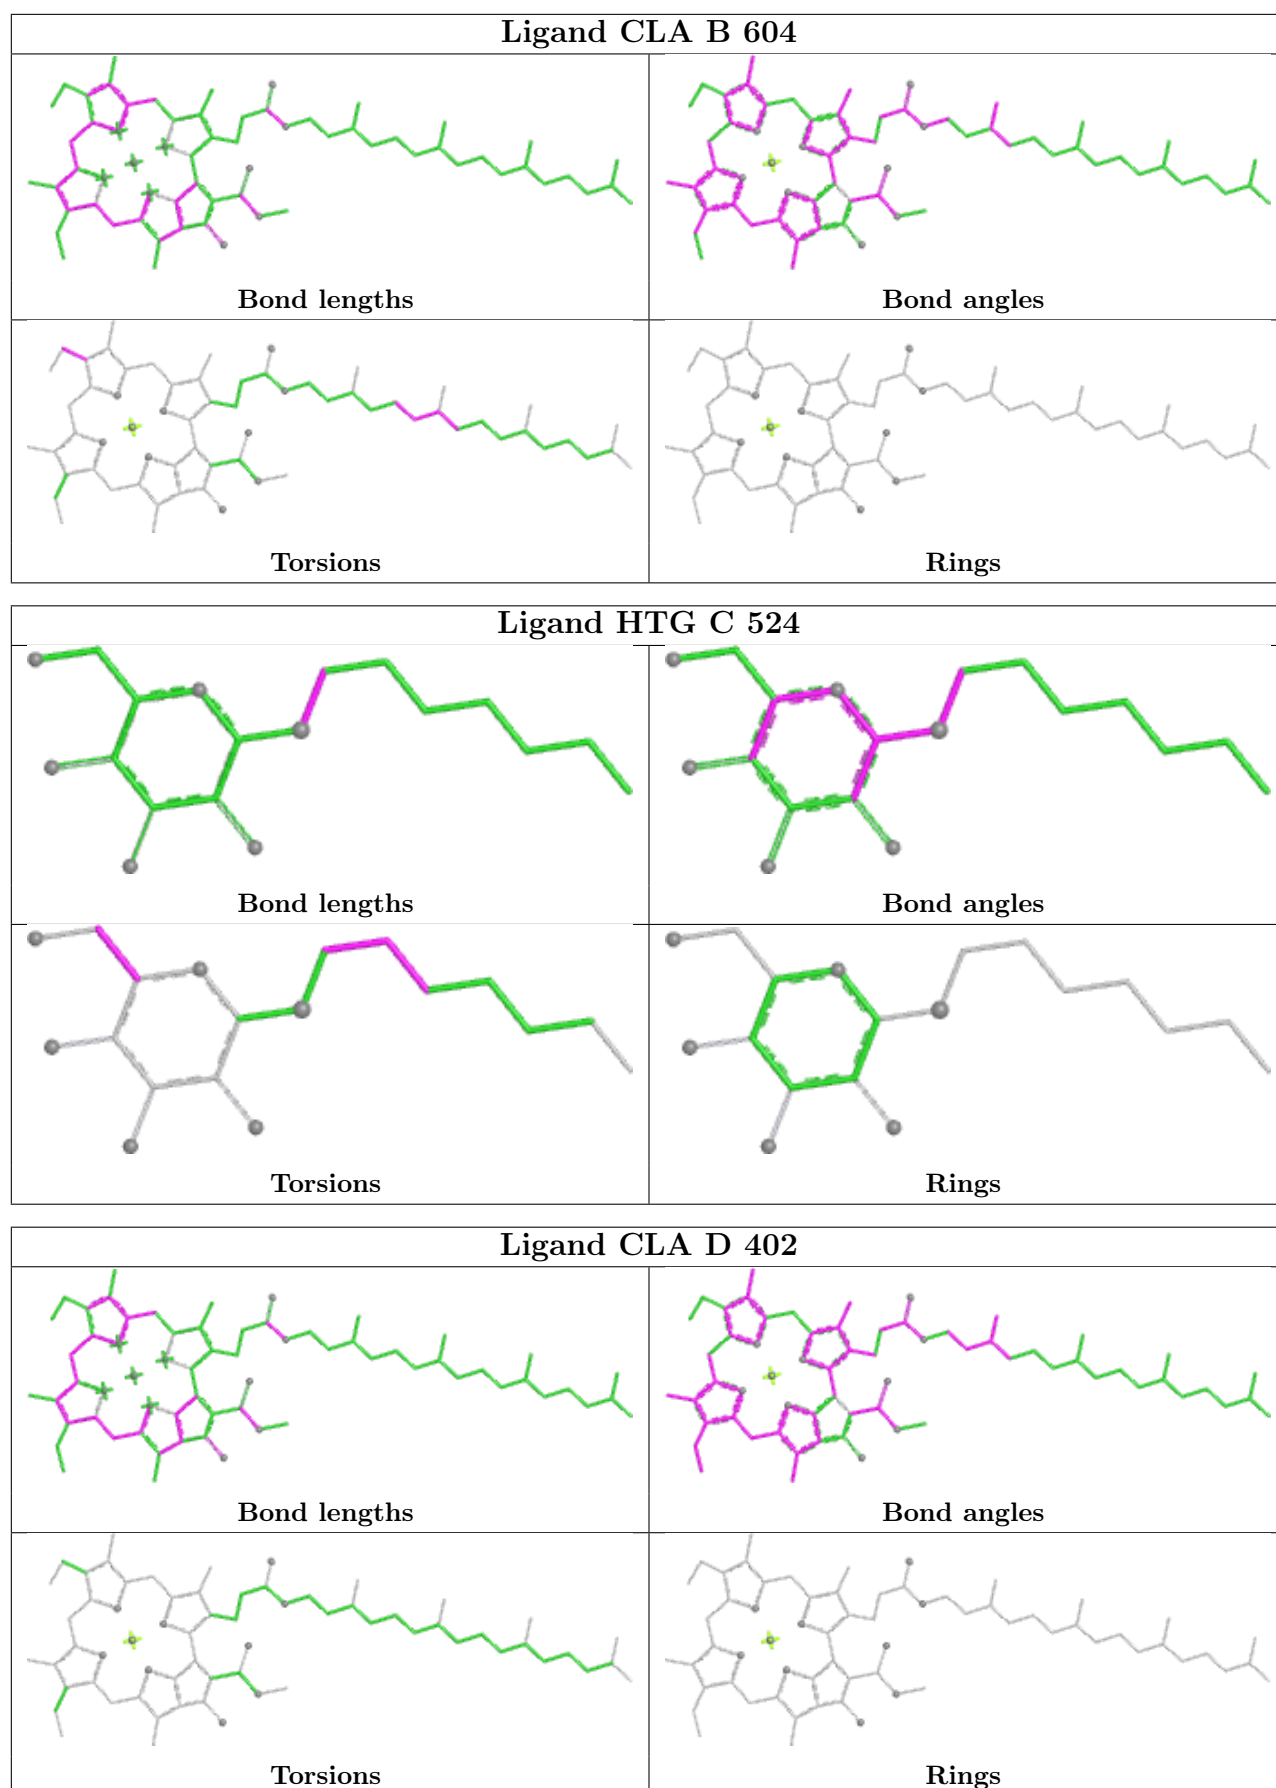 Ligand CLA B 604
Bond lengths
Bond angles
Torsions
Rings
Ligand HTG C 524
Bond lengths
Bond angles
Torsions
Rings
Ligand CLA D 402
Bond lengths
Bond angles
Torsions
Rings